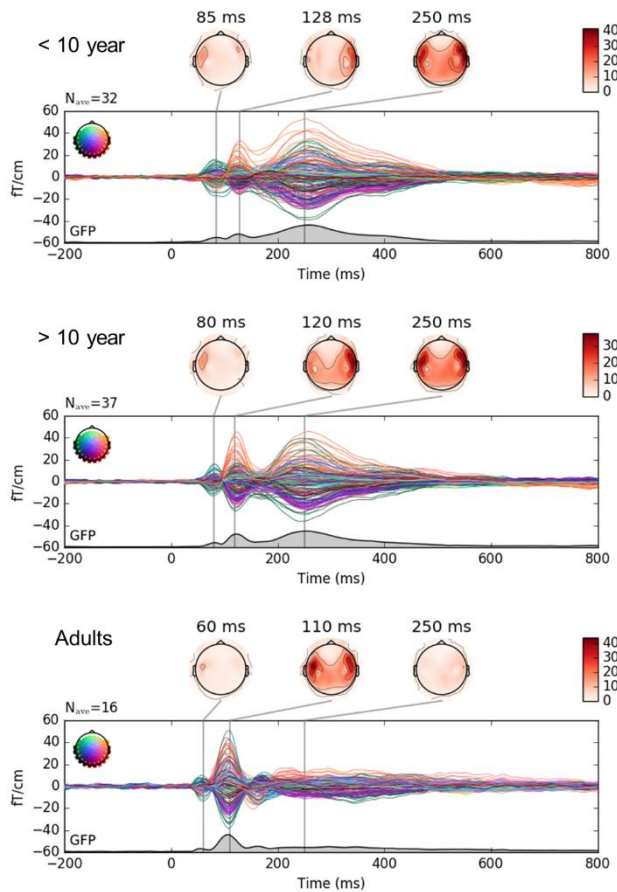 < 10 year
85 ms 128 ms 250 ms
40
30
20
10
0
Nave=32
60
40
20
0
−20
−40
−60
fT/cm
GFP
−200 0 200 400 600 800
Time (ms)
> 10 year
80 ms 120 ms 250 ms
30
20
10
0
Nave=37
60
40
20
0
−20
−40
−60
fT/cm
GFP
−200 0 200 400 600 800
Time (ms)
Adults
60 ms 110 ms 250 ms
40
30
20
10
0
Nave=16
60
40
20
0
−20
−40
−60
fT/cm
GFP
−200 0 200 400 600 800
Time (ms)